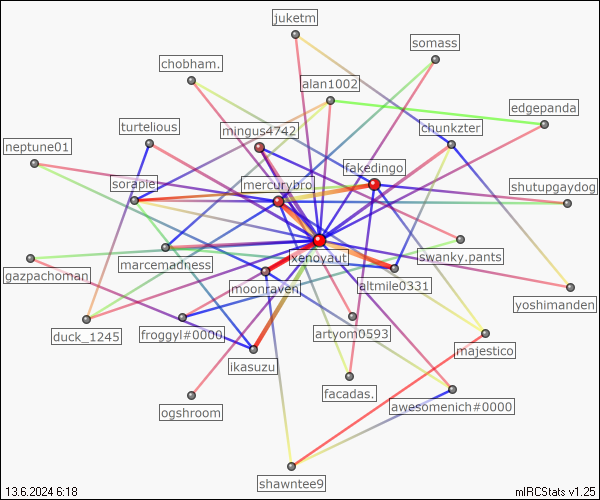 juketm
somass
chobham.
alan1002
edgepanda
turtelious
mingus4742
chunkzter
neptune01
fakedingo
sorapie
mercurybro
shutupgaydog
xenoyaut
swanky.pants
marcemadness
gazpachoman
moonraven
altmile0331
yoshimanden
duck_1245
froggyl#0000
artyom0593
majestico
ikasuzu
facadas.
ogshroom
awesomenich#0000
shawntee9
13.6.2024 6:18
mIRCStats v1.25